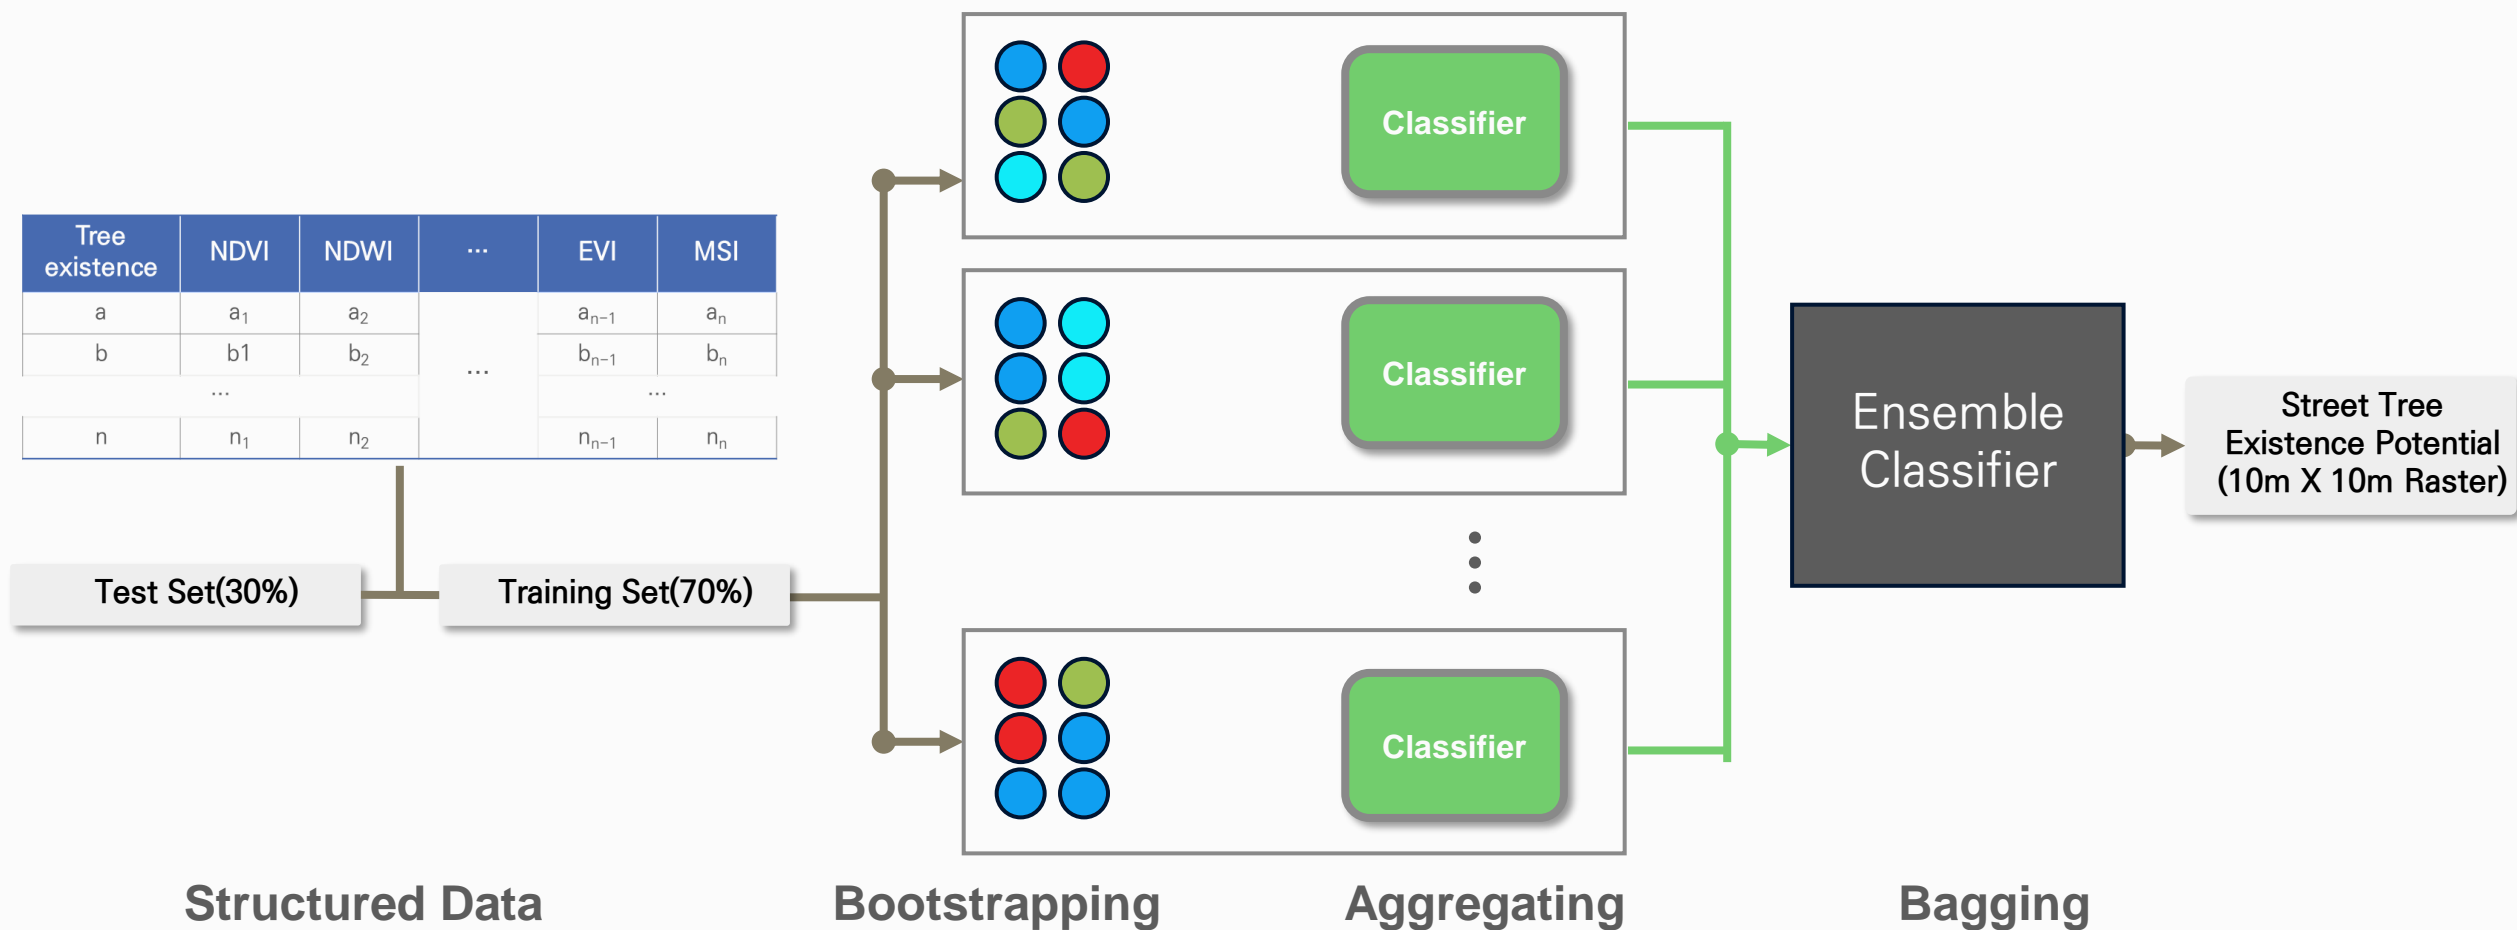 Tree existence NDVI NDWI ... EVI MSI
a a₁ a₂ aₙ₋₁ aₙ
b b1 b₂ ... bₙ₋₁ bₙ
... ...
n n₁ n₂ nₙ₋₁ nₙ
Test Set(30%)
Training Set(70%)
Classifier
Classifier
Classifier
Ensemble
Classifier
Street Tree
Existence Potential
(10m X 10m Raster)
Structured Data
Bootstrapping
Aggregating
Bagging